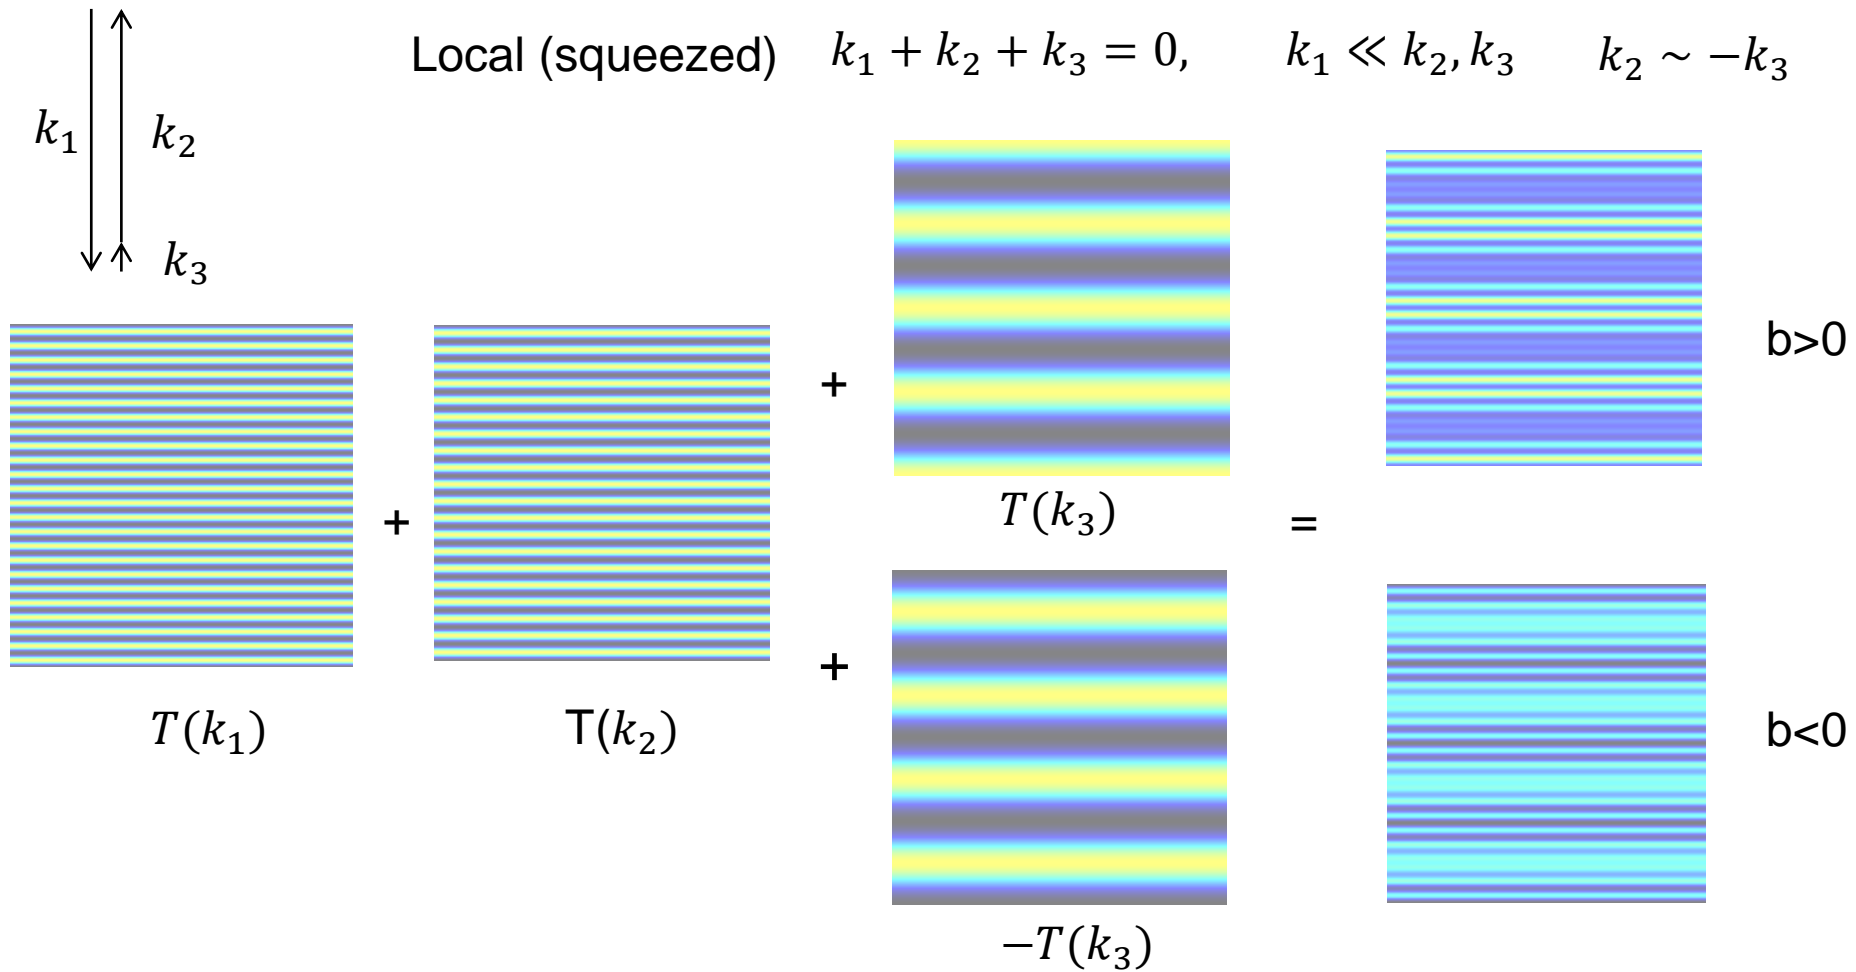 Local (squeezed) k₁ + k₂ + k₃ = 0, k₁ ≪ k₂, k₃ k₂ ~ −k₃
k₁ k₂
k₃
+
T(k₃)
b>0
+
=
T(k₁)
T(k₂)
+
−T(k₃)
b<0